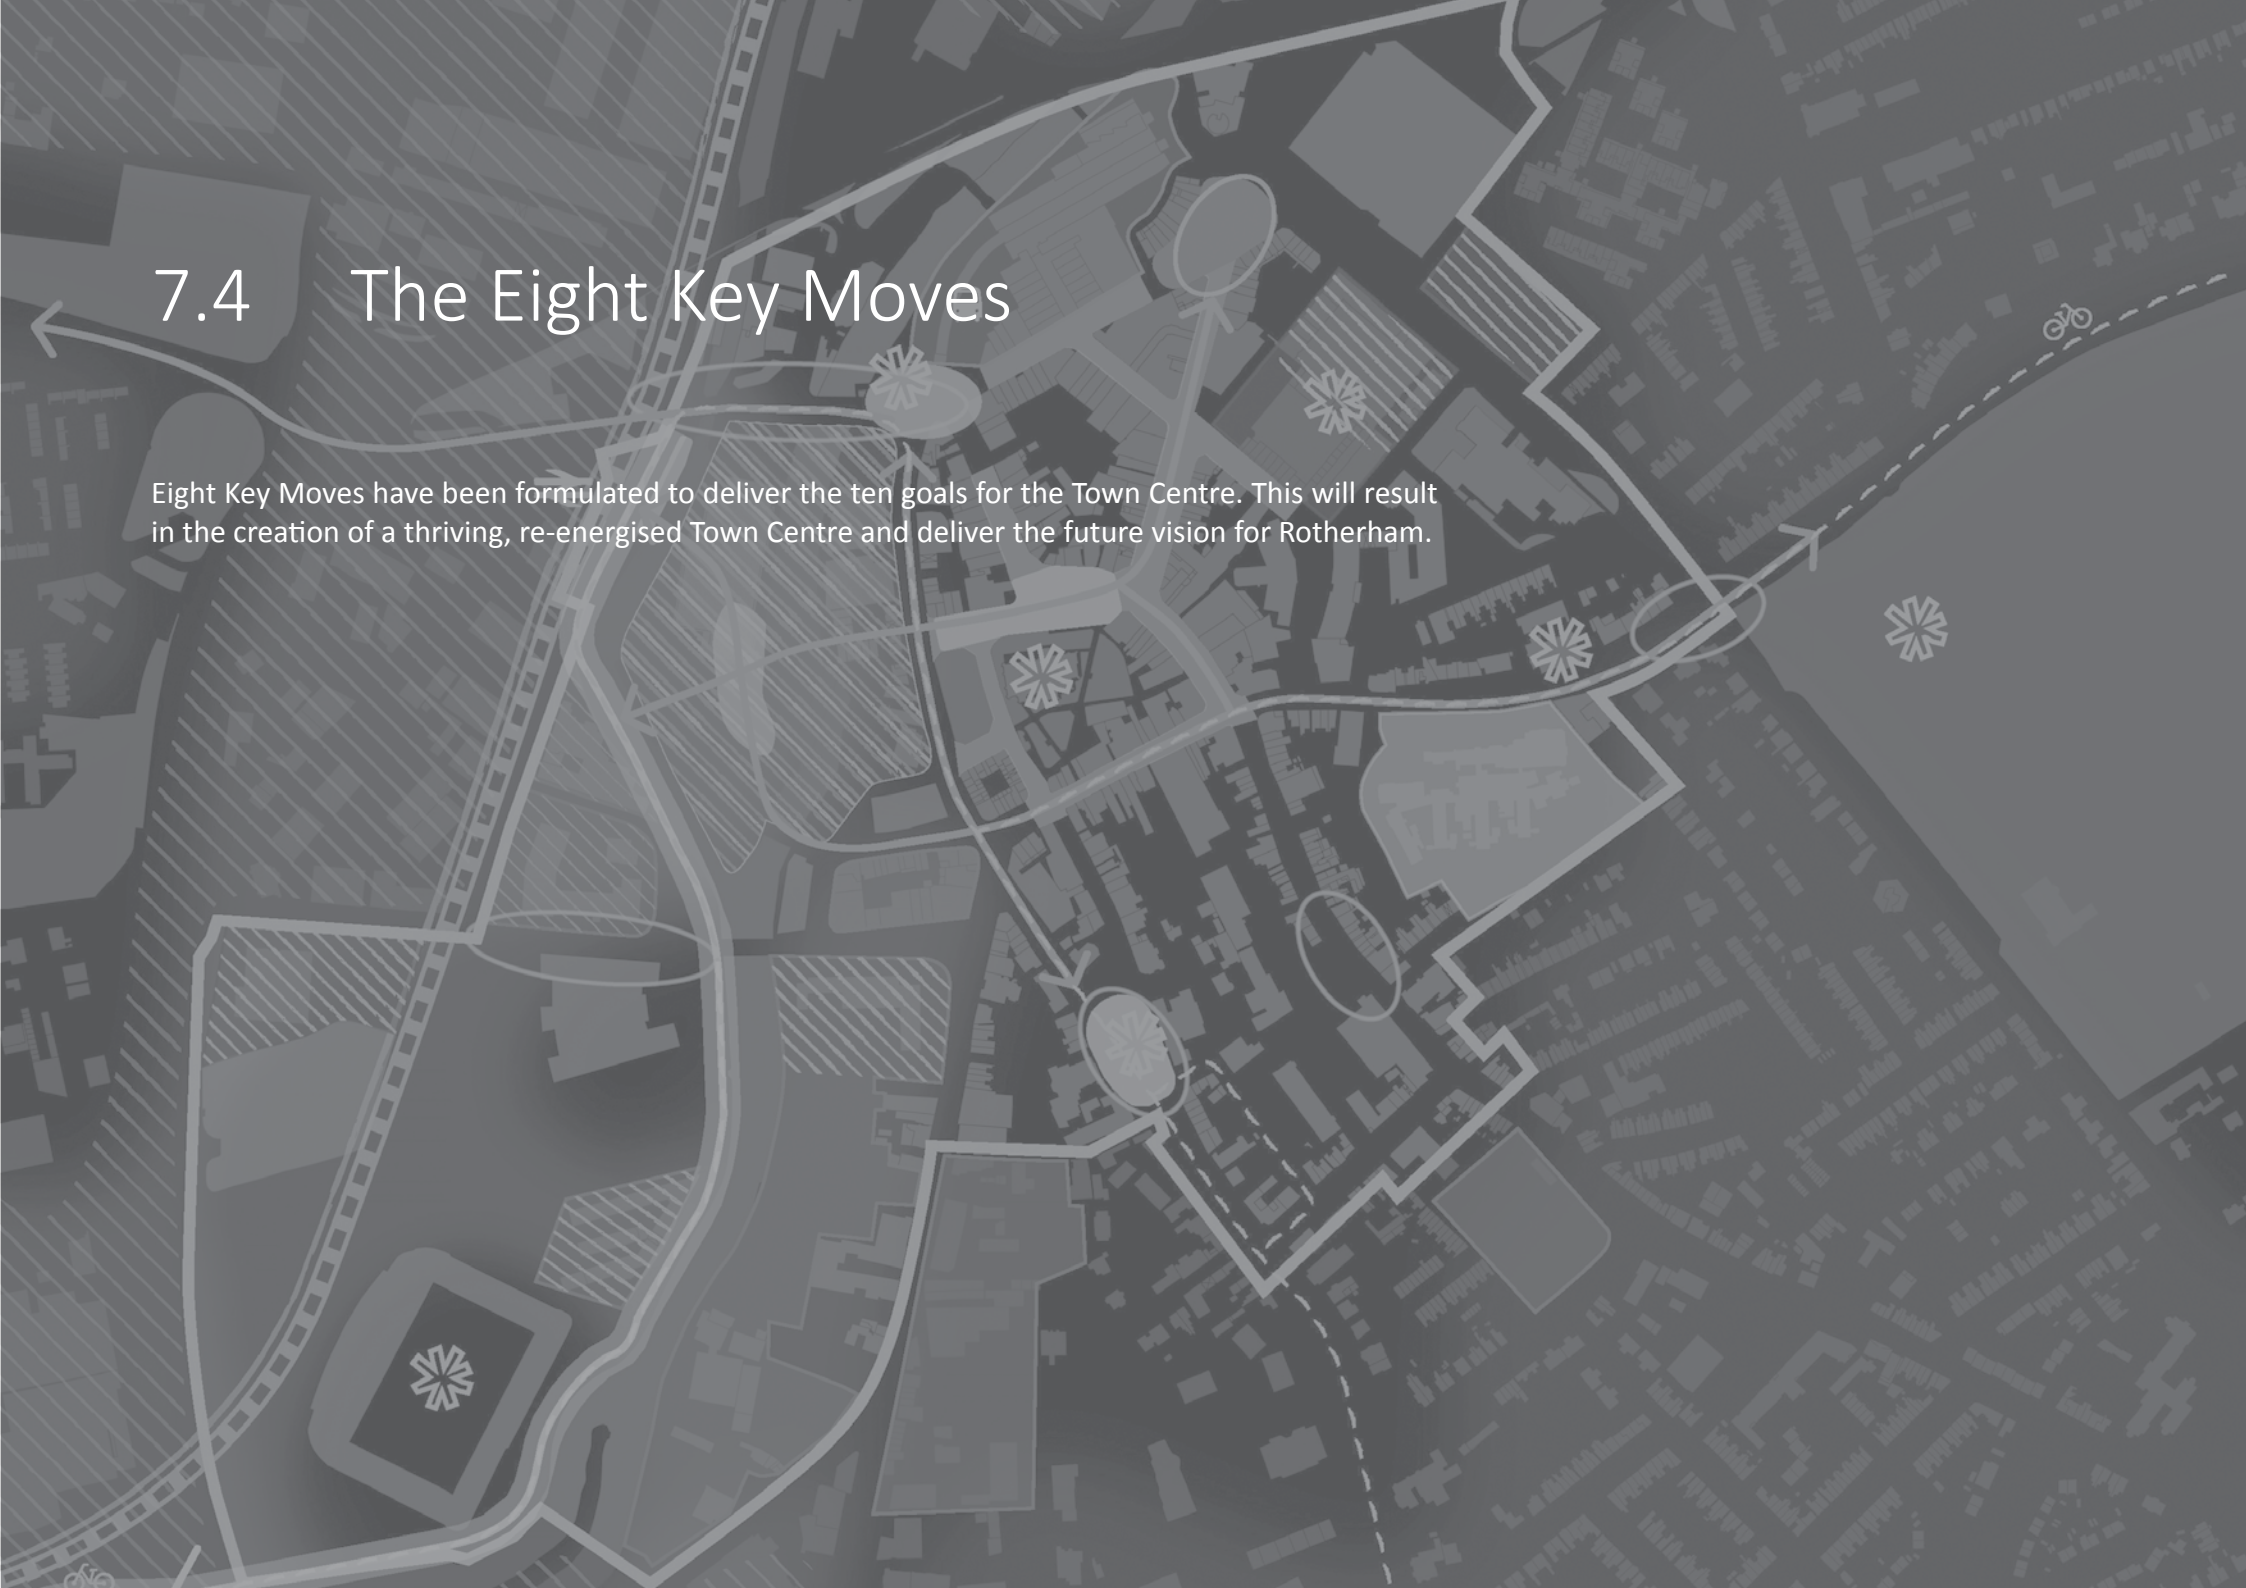 7.4 The Eight Key Moves
Eight Key Moves have been formulated to deliver the ten goals for the Town Centre. This will result
in the creation of a thriving, re-energised Town Centre and deliver the future vision for Rotherham.